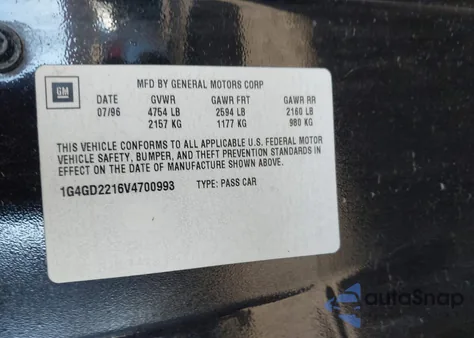 GM
MFD BY GENERAL MOTORS CORP
DATE GVWR GAWR FRT GAWR RR
07/96 4754 LB 2594 LB 2160 LB
2157 KG 1177 KG 980 KG
THIS VEHICLE CONFORMS TO ALL APPLICABLE U.S. FEDERAL MOTOR
VEHICLE SAFETY, BUMPER, AND THEFT PREVENTION STANDARDS IN
EFFECT ON THE DATE OF MANUFACTURE SHOWN ABOVE.
1G4GD2216V4700993 TYPE: PASS CAR
autoSnap